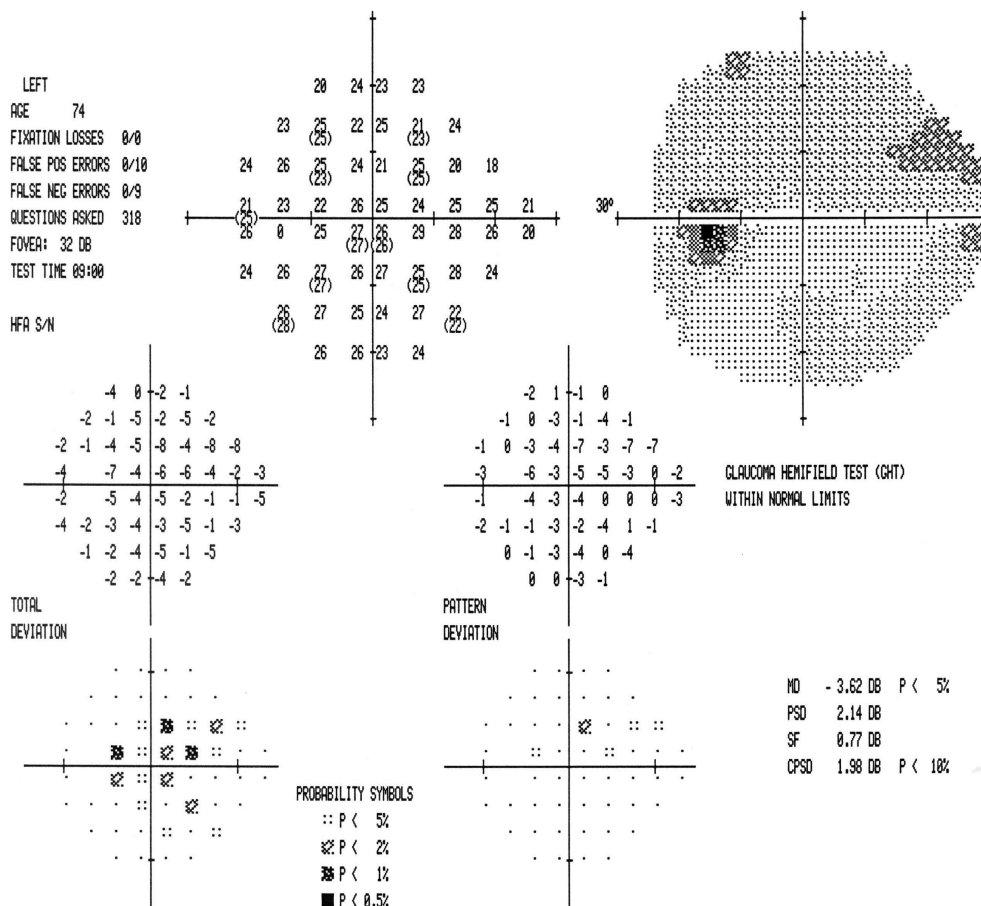 LEFT
AGE 74
FIXATION LOSSES 0/0
FALSE POS ERRORS 0/10
FALSE NEG ERRORS 0/9
QUESTIONS ASKED 318
FOVEA: 32 DB
TEST TIME 09:00
HFA S/N
20 24 23 23
23 25 22 25 21 24
(25) (23)
24 26 25 24 21 25 20 18
(23) (25)
21 23 22 26 25 24 25 25 21
(25)
30°
26 0 25 27 26 29 28 26 20
(27) (26)
24 26 27 26 27 25 28 24
(27) (25)
26 27 25 24 27 22
(28) (22)
26 26 23 24
-4 0 -2 -1
-2 -1 -5 -2 -5 -2
-2 -1 -4 -5 -8 -4 -8 -8
-4 -7 -4 -6 -6 -4 -2 -3
-2 -5 -4 -5 -2 -1 -1 -5
-4 -2 -3 -4 -3 -5 -1 -3
-1 -2 -4 -5 -1 -5
-2 -2 -4 -2
TOTAL
DEVIATION
-2 1 -1 0
-1 0 -3 -1 -4 -1
-1 0 -3 -4 -7 -3 -7 -7
-3 -6 -3 -5 -5 -3 0 -2
-1 -4 -3 -4 0 0 0 -3
-2 -1 -1 -3 -2 -4 1 -1
0 -1 -3 -4 0 -4
0 0 -3 -1
PATTERN
DEVIATION
GLAUCOMA HEMIFIELD TEST (GHT)
WITHIN NORMAL LIMITS
PROBABILITY SYMBOLS
P < 5%
P < 2%
P < 1%
P < 0.5%
MD - 3.62 DB P < 5%
PSD 2.14 DB
SF 0.77 DB
CPSD 1.98 DB P < 10%